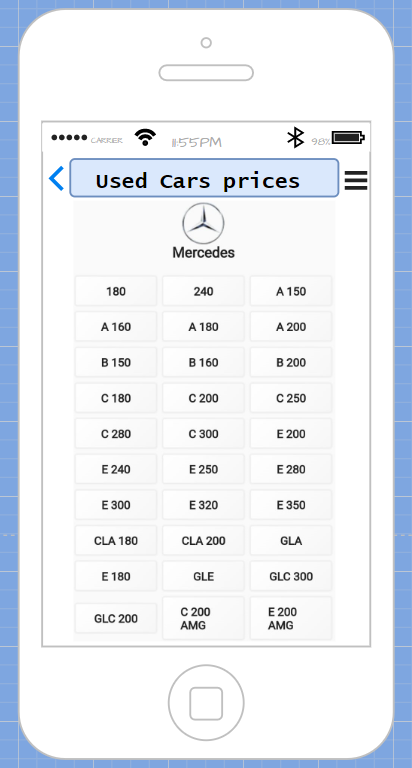 CARRIER 11:55PM 98%
Used Cars prices
Mercedes
180 240 A 150
A 160 A 180 A 200
B 150 B 160 B 200
C 180 C 200 C 250
C 280 C 300 E 200
E 240 E 250 E 280
E 300 E 320 E 350
CLA 180 CLA 200 GLA
E 180 GLE GLC 300
GLC 200 C 200 AMG E 200 AMG